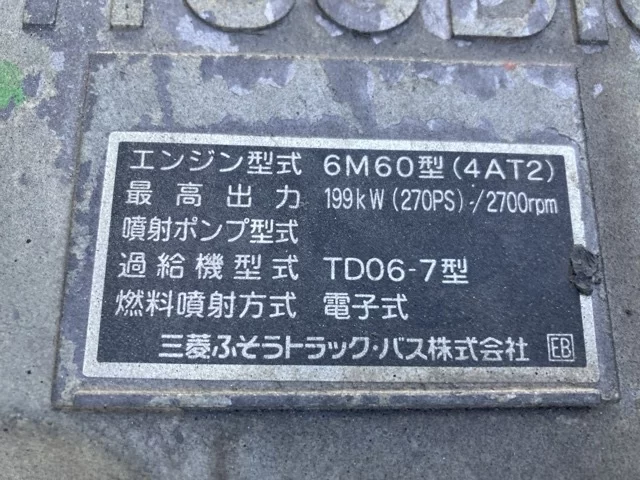 エンジン型式 6M60型(4AT2)
最高出力 199kW(270PS)-/2700rpm
噴射ポンプ型式
過給機型式 TD06-7型
燃料噴射方式 電子式
三菱ふそうトラック・バス株式会社 EB